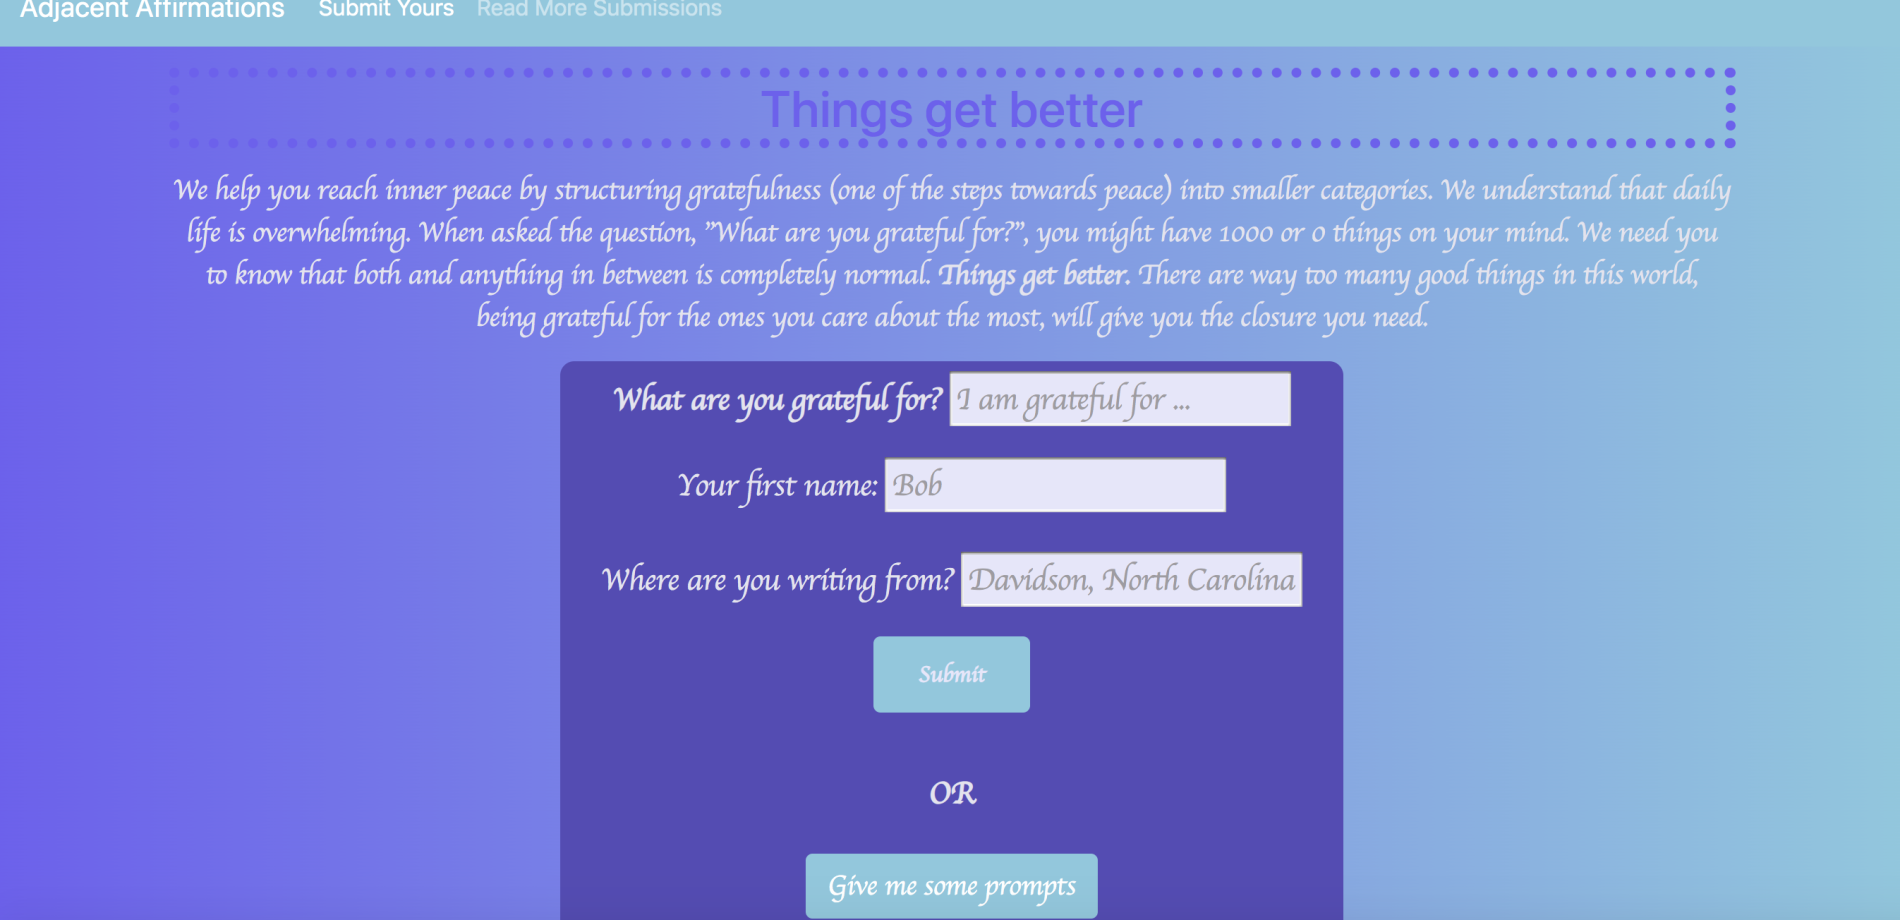 Adjacent Affirmations Submit Yours Read More Submissions
Things get better
We help you reach inner peace by structuring gratefulness (one of the steps towards peace) into smaller categories. We understand that daily
life is overwhelming. When asked the question, "What are you grateful for?", you might have 1000 or 0 things on your mind. We need you
to know that both and anything in between is completely normal. Things get better. There are way too many good things in this world,
being grateful for the ones you care about the most, will give you the closure you need.
What are you grateful for? I am grateful for ...
Your first name: Bob
Where are you writing from? Davidson, North Carolina
Submit
OR
Give me some prompts